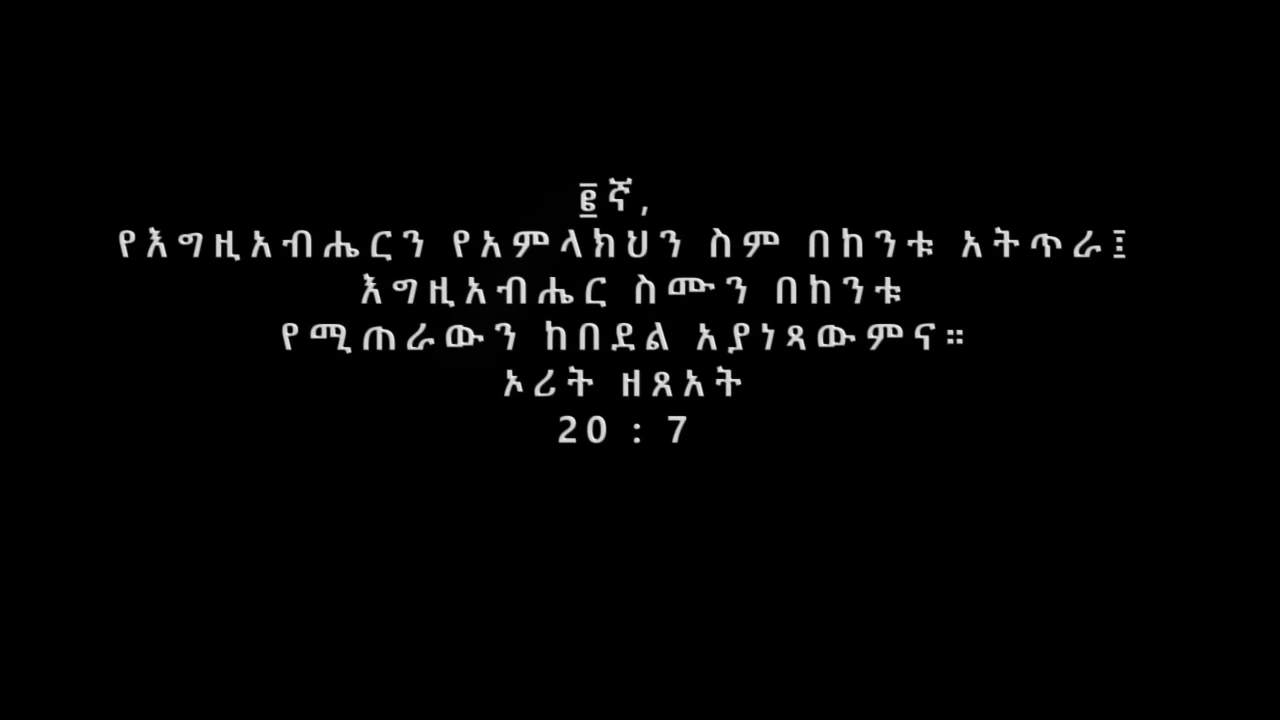 ፪ኛ,
የእግዚአብሔርን የአምላክህን ስም በከንቱ አትጥራ፤
እግዚአብሔር ስሙን በከንቱ
የሚጠራውን ከበደል አያነጻውምና።
ኦሪት ዘጸአት
20 : 7